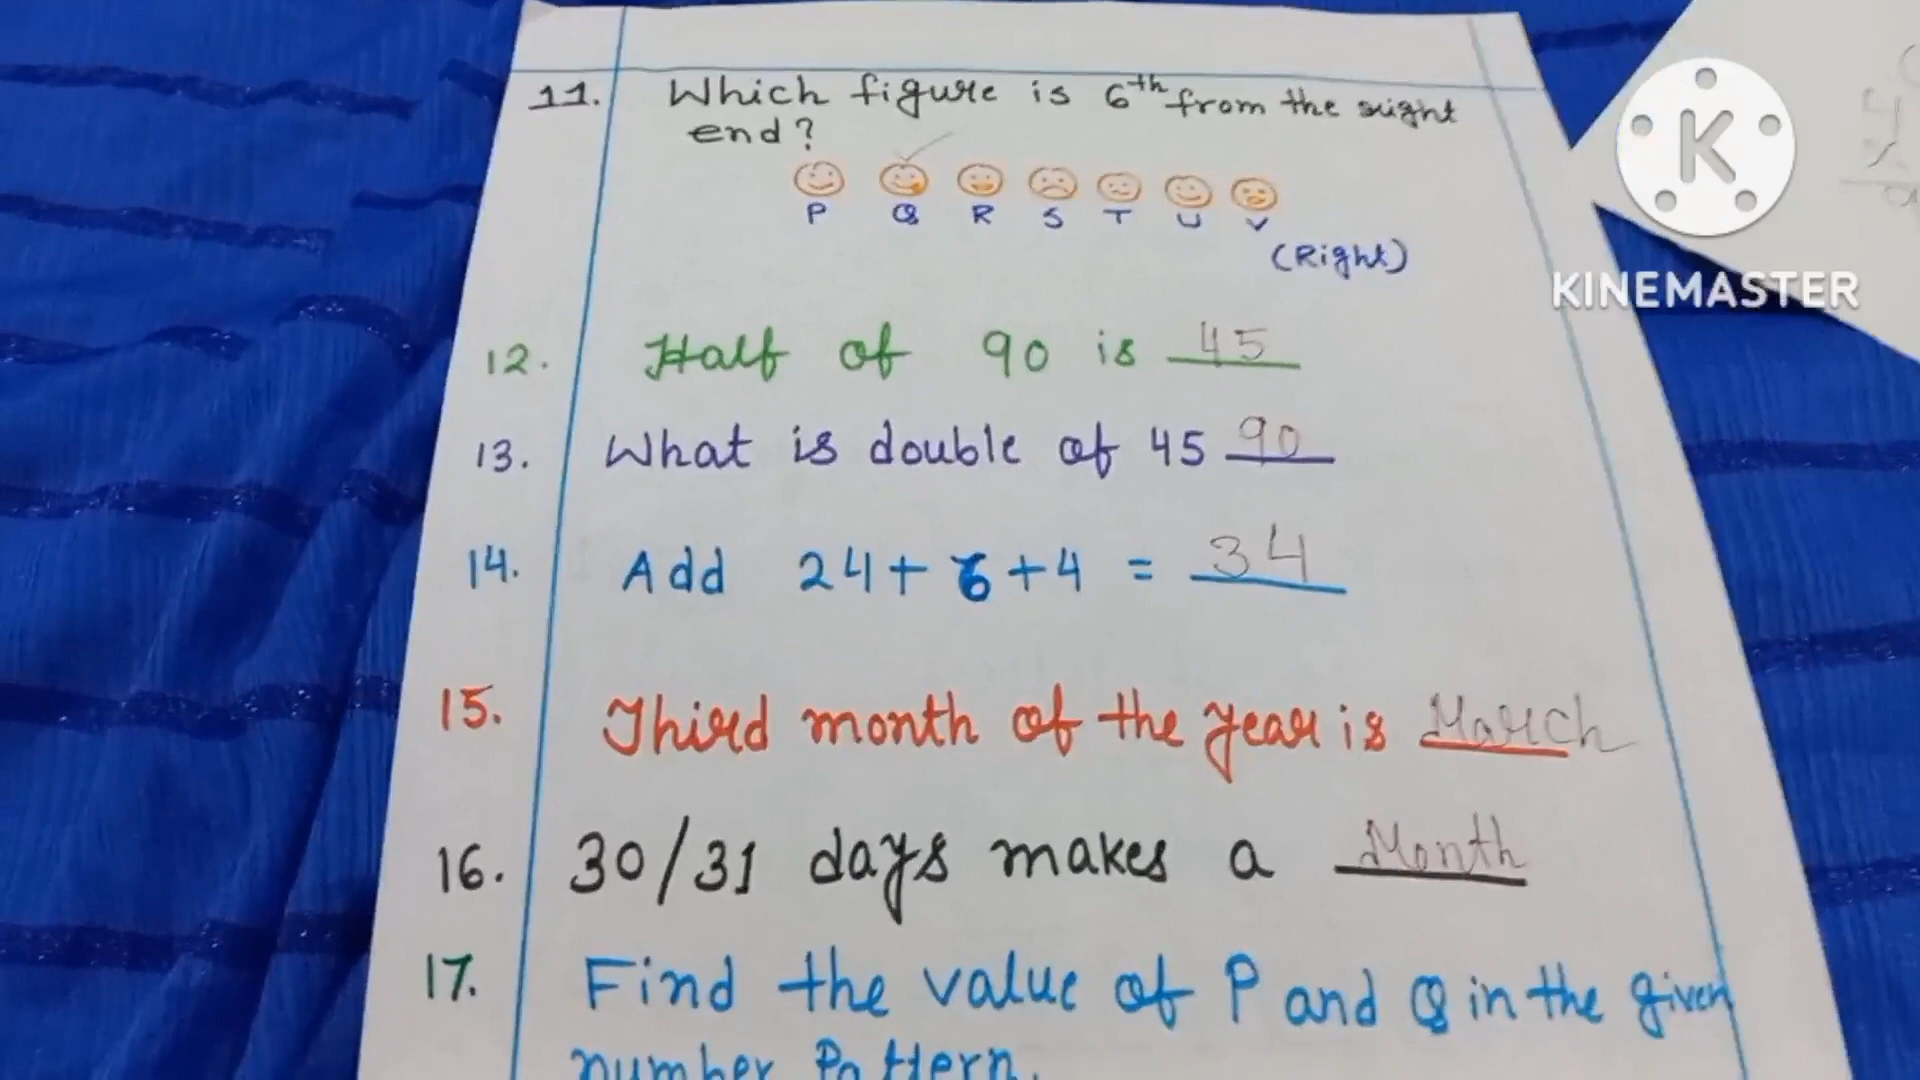 11. Which figure is 6th from the right
end?
P Q R S T U V
(Right)
12. Half of 90 is 45
13. What is double of 45 90
14. Add 24+6+4 = 34
15. Third month of the year is March
16. 30/31 days makes a Month
17. Find the value of P and Q in the given
number Pattern.
K
KINEMASTER